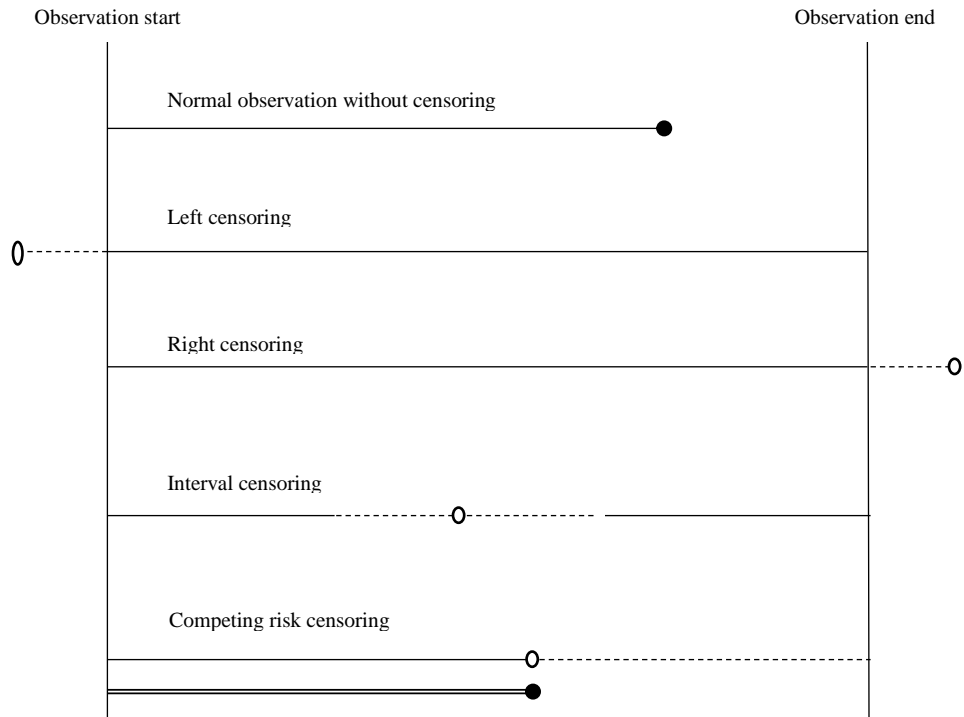 Observation start
Observation end
Normal observation without censoring
Left censoring
Right censoring
Interval censoring
Competing risk censoring